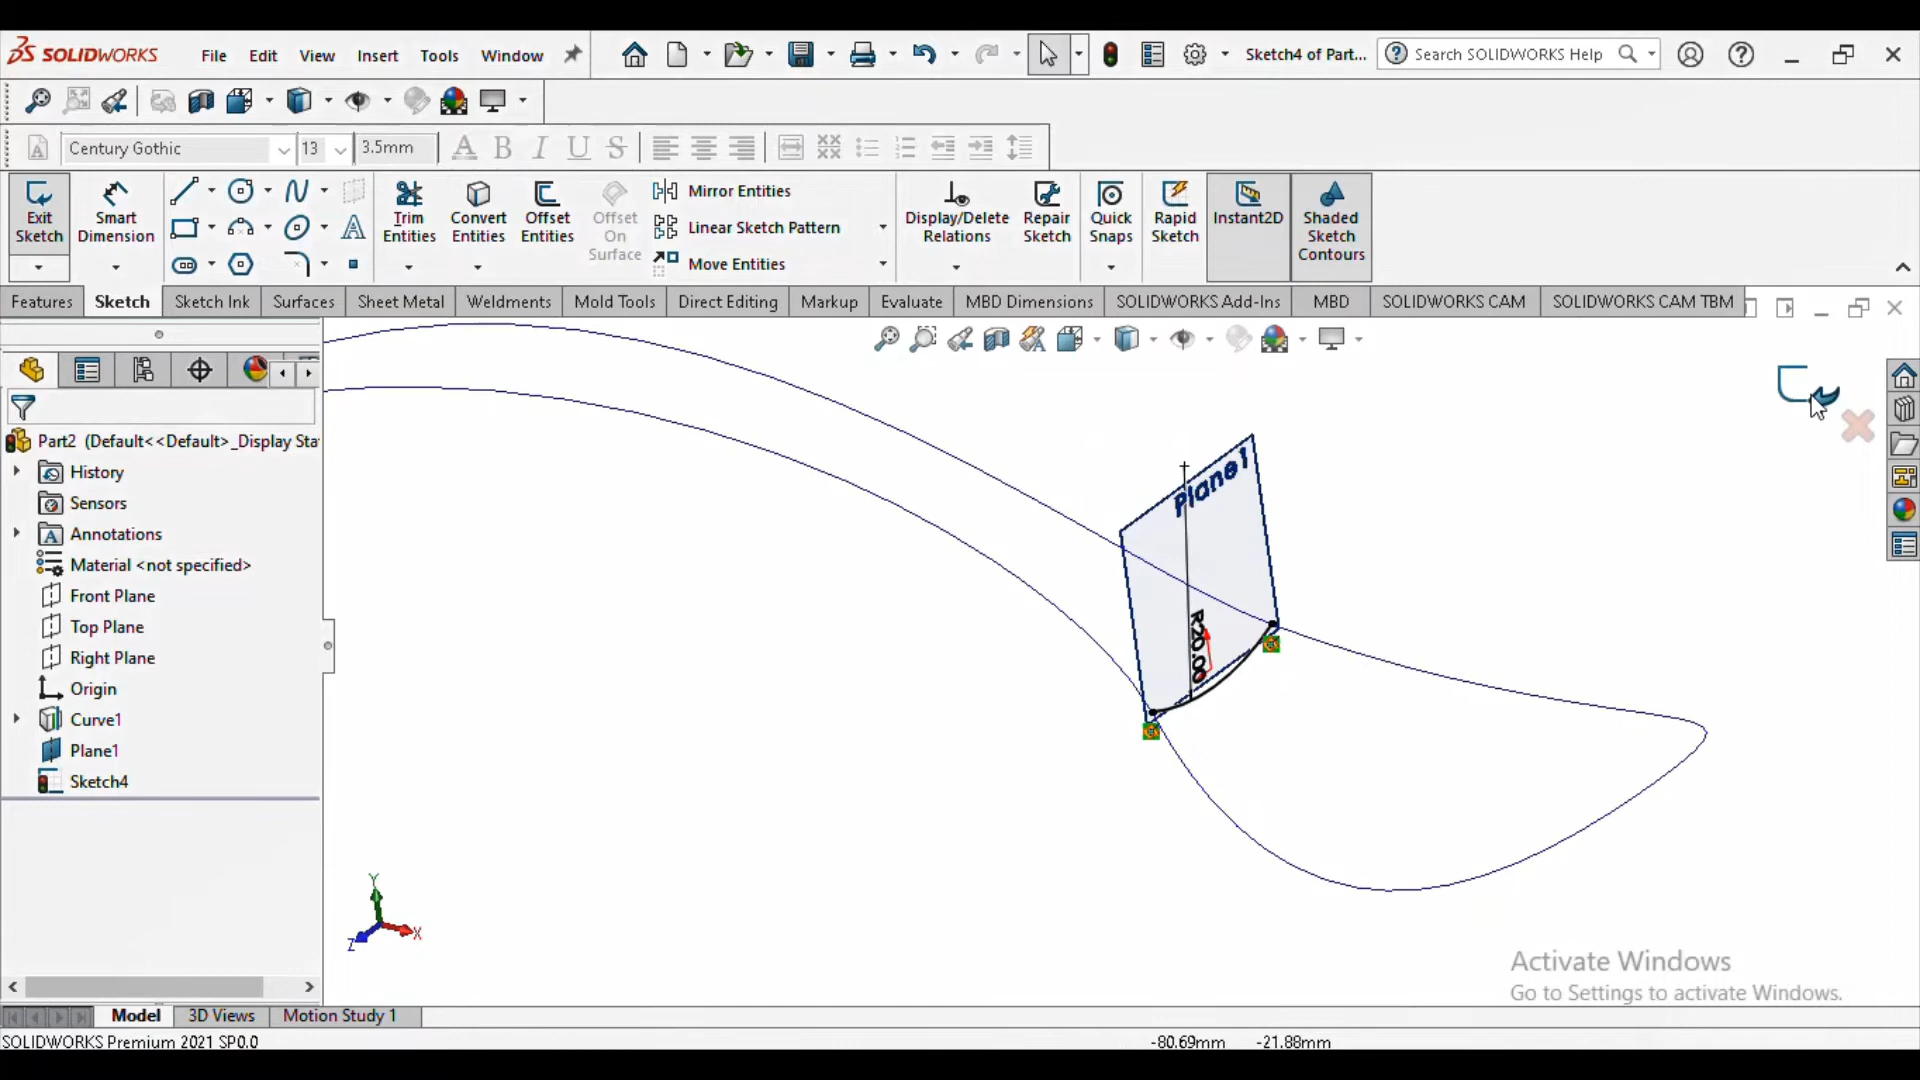 SOLIDWORKS
File Edit View Insert Tools Window
Sketch4 of Part...
Search SOLIDWORKS Help
Century Gothic 13 3.5mm
Exit Sketch
Smart Dimension
Trim Entities
Convert Entities
Offset Entities
Offset On Surface
Mirror Entities
Linear Sketch Pattern
Move Entities
Display/Delete Relations
Repair Sketch
Quick Snaps
Rapid Sketch
Instant2D
Shaded Sketch Contours
Features Sketch Sketch Ink Surfaces Sheet Metal Weldments Mold Tools Direct Editing Markup Evaluate MBD Dimensions SOLIDWORKS Add-Ins MBD SOLIDWORKS CAM SOLIDWORKS CAM TBM
Part2 (Default<<Default>_Display Sta
History
Sensors
Annotations
Material <not specified>
Front Plane
Top Plane
Right Plane
Origin
Curve1
Plane1
Sketch4
Plane1
R20.00
Y
Z
X
Activate Windows
Go to Settings to activate Windows.
Model 3D Views Motion Study 1
SOLIDWORKS Premium 2021 SP0.0
-80.69mm -21.88mm